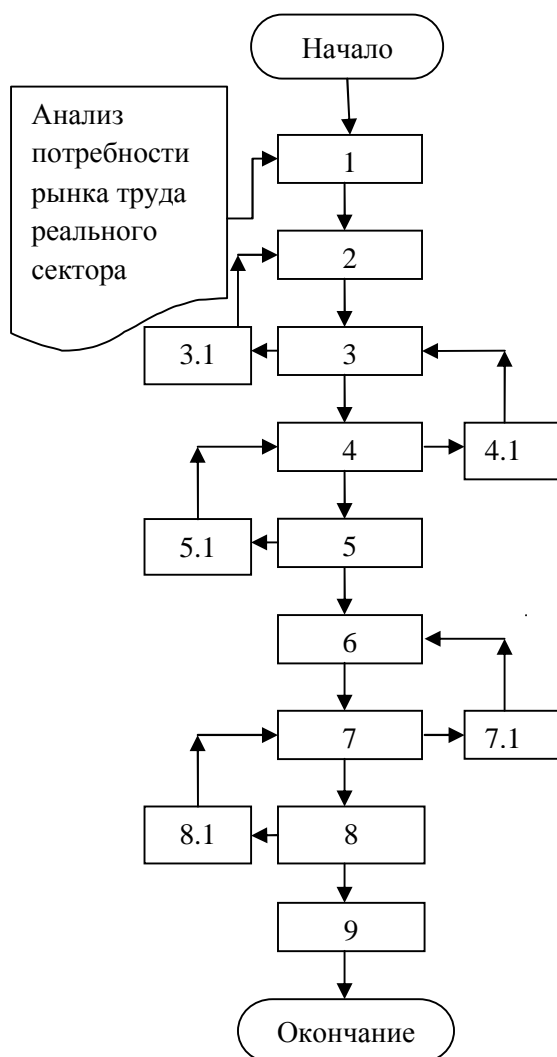 Начало
Анализ
потребности
рынка труда
реального
сектора
1
2
3.1
3
4
4.1
5.1
5
6
7
7.1
8.1
8
9
Окончание